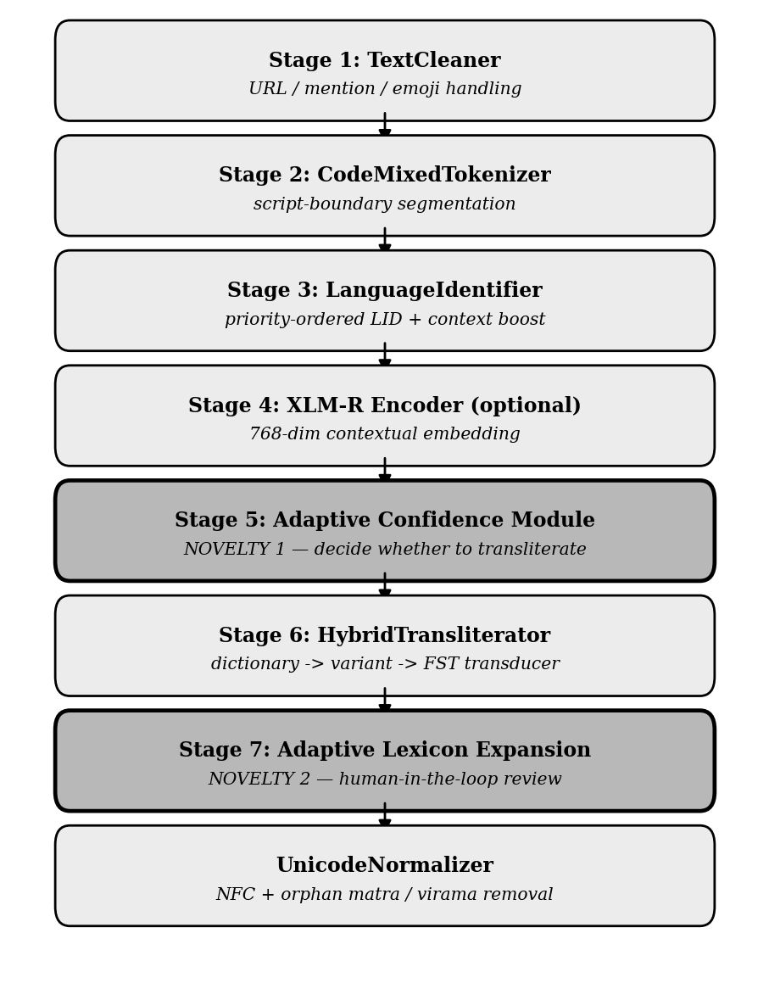 Stage 1: TextCleaner
URL / mention / emoji handling
Stage 2: CodeMixedTokenizer
script-boundary segmentation
Stage 3: LanguageIdentifier
priority-ordered LID + context boost
Stage 4: XLM-R Encoder (optional)
768-dim contextual embedding
Stage 5: Adaptive Confidence Module
NOVELTY 1 — decide whether to transliterate
Stage 6: HybridTransliterator
dictionary -> variant -> FST transducer
Stage 7: Adaptive Lexicon Expansion
NOVELTY 2 — human-in-the-loop review
UnicodeNormalizer
NFC + orphan matra / virama removal